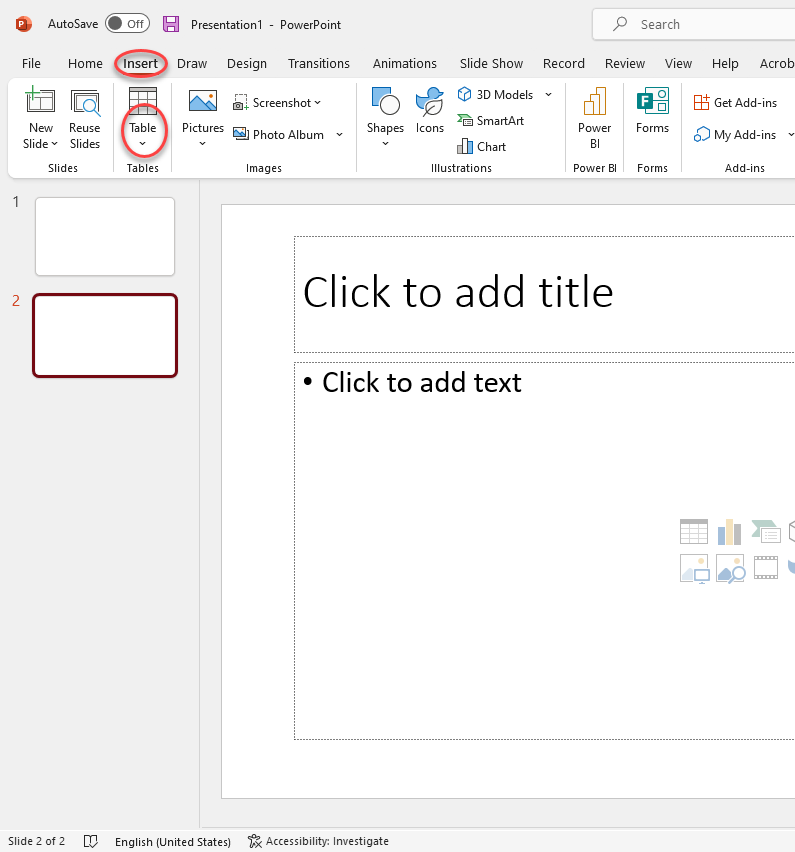 AutoSave Off Presentation1 - PowerPoint Search
File Home Insert Draw Design Transitions Animations Slide Show Record Review View Help Acrob
New Slide
Reuse Slides
Slides
Table
Tables
Pictures
Screenshot
Photo Album
Images
Shapes
Icons
3D Models
SmartArt
Chart
Illustrations
Power BI
Power BI
Forms
Forms
Get Add-ins
My Add-ins
Add-ins
1
2
Click to add title
• Click to add text
Slide 2 of 2 English (United States) Accessibility: Investigate